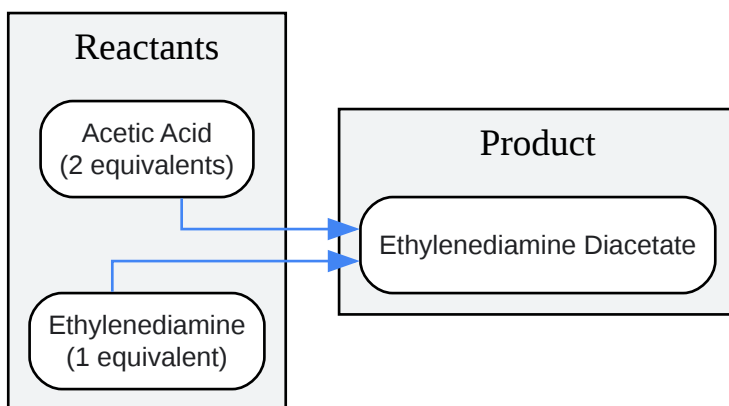 Reactants
Acetic Acid
(2 equivalents)
Ethylenediamine
(1 equivalent)
Product
Ethylenediamine Diacetate